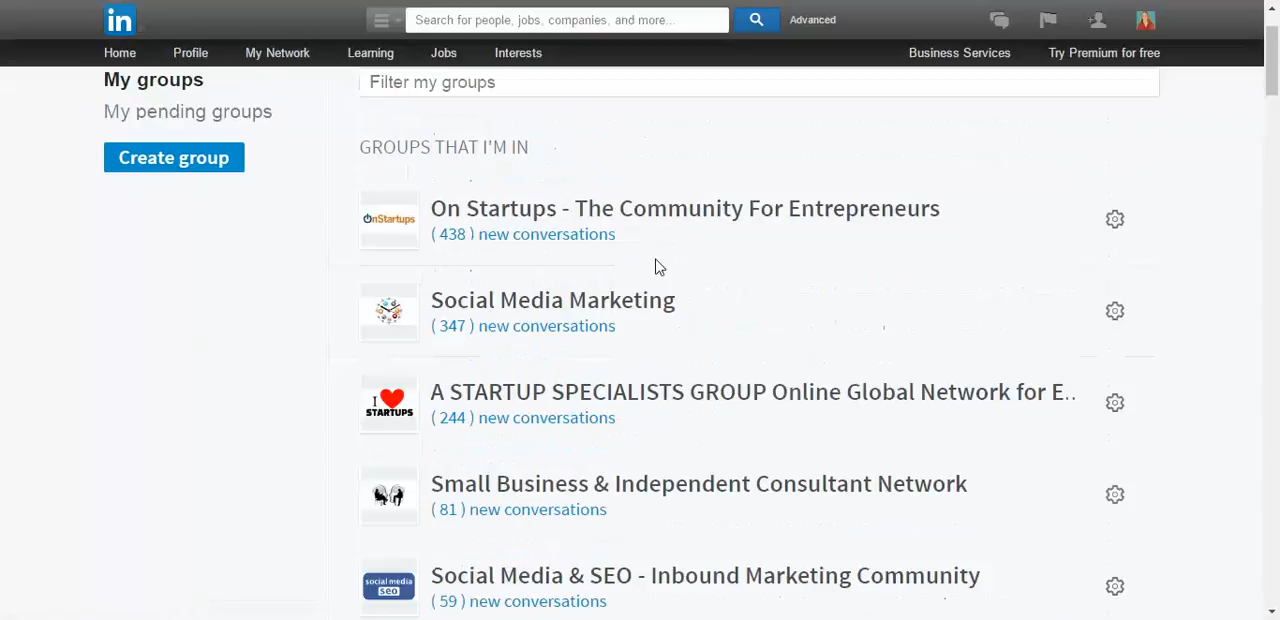 in
Search for people, jobs, companies, and more...
Advanced
Home Profile My Network Learning Jobs Interests Business Services Try Premium for free
My groups
My pending groups
Create group
Filter my groups
GROUPS THAT I'M IN
OnStartups
On Startups - The Community For Entrepreneurs
( 438 ) new conversations
Social Media Marketing
( 347 ) new conversations
I
STARTUPS
A STARTUP SPECIALISTS GROUP Online Global Network for E..
( 244 ) new conversations
Small Business & Independent Consultant Network
( 81 ) new conversations
social media
seo
Social Media & SEO - Inbound Marketing Community
( 59 ) new conversations